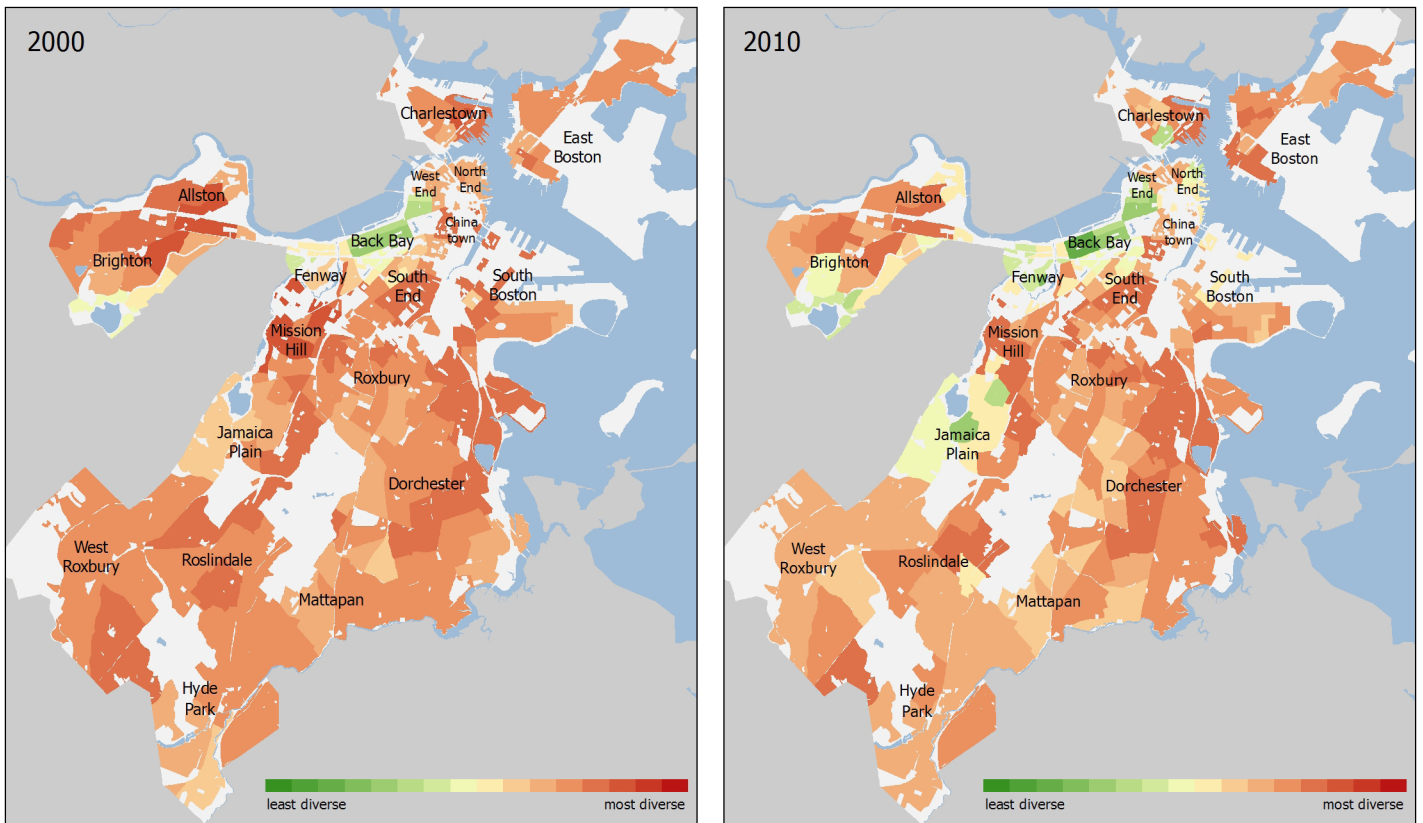 2000
Charlestown
East
Boston
West
End
North
End
Allston
China
town
Back Bay
Brighton
Fenway
South
End
South
Boston
Mission
Hill
Roxbury
Jamaica
Plain
Dorchester
West
Roxbury
Roslindale
Mattapan
Hyde
Park
least diverse
most diverse
2010
Charlestown
East
Boston
West
End
North
End
Allston
China
town
Back Bay
Brighton
Fenway
South
End
South
Boston
Mission
Hill
Roxbury
Jamaica
Plain
Dorchester
West
Roxbury
Roslindale
Mattapan
Hyde
Park
least diverse
most diverse